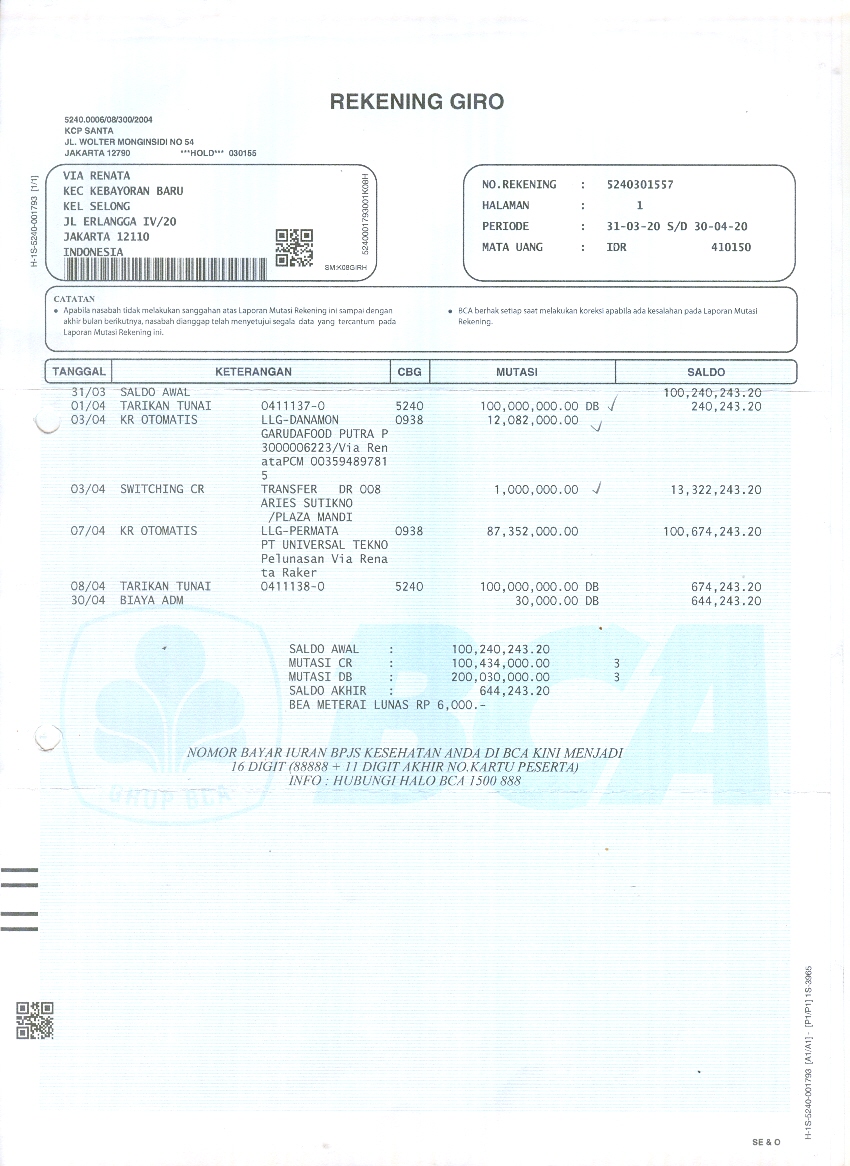 REKENING GIRO
5240.0006/08/300/2004
KCP SANTA
JL. WOLTER MONGINSIDI NO 54
JAKARTA 12790 ***HOLD*** 030155
VIA RENATA
KEC KEBAYORAN BARU
KEL SELONG
JL ERLANGGA IV/20
JAKARTA 12110
INDONESIA
SM:K08GIRH
5240001793001K08H
H-1S-5240-001793 [1/1]
NO.REKENING : 5240301557
HALAMAN : 1
PERIODE : 31-03-20 S/D 30-04-20
MATA UANG : IDR 410150
CATATAN
• Apabila nasabah tidak melakukan sanggahan atas Laporan Mutasi Rekening ini sampai dengan
akhir bulan berikutnya, nasabah dianggap telah menyetujui segala data yang tercantum pada
Laporan Mutasi Rekening ini.
• BCA berhak setiap saat melakukan koreksi apabila ada kesalahan pada Laporan Mutasi
Rekening.
TANGGAL KETERANGAN CBG MUTASI SALDO
31/03 SALDO AWAL 100,240,243.20
01/04 TARIKAN TUNAI 0411137-0 5240 100,000,000.00 DB 240,243.20
03/04 KR OTOMATIS LLG-DANAMON 0938 12,082,000.00
GARUDAFOOD PUTRA P
3000006223/Via Ren
ataPCM 00359489781
5
03/04 SWITCHING CR TRANSFER DR 008 1,000,000.00 13,322,243.20
ARIES SUTIKNO
/PLAZA MANDI
07/04 KR OTOMATIS LLG-PERMATA 0938 87,352,000.00 100,674,243.20
PT UNIVERSAL TEKNO
Pelunasan Via Rena
ta Raker
08/04 TARIKAN TUNAI 0411138-0 5240 100,000,000.00 DB 674,243.20
30/04 BIAYA ADM 30,000.00 DB 644,243.20
SALDO AWAL : 100,240,243.20
MUTASI CR : 100,434,000.00 3
MUTASI DB : 200,030,000.00 3
SALDO AKHIR : 644,243.20
BEA METERAI LUNAS RP 6,000.-
NOMOR BAYAR IURAN BPJS KESEHATAN ANDA DI BCA KINI MENJADI
16 DIGIT (88888 + 11 DIGIT AKHIR NO.KARTU PESERTA)
INFO : HUBUNGI HALO BCA 1500 888
BCA
GRUP BCA
H-1S-5240-001793 [A1/A1] - [P1/P1] 1S-3965
SE & O